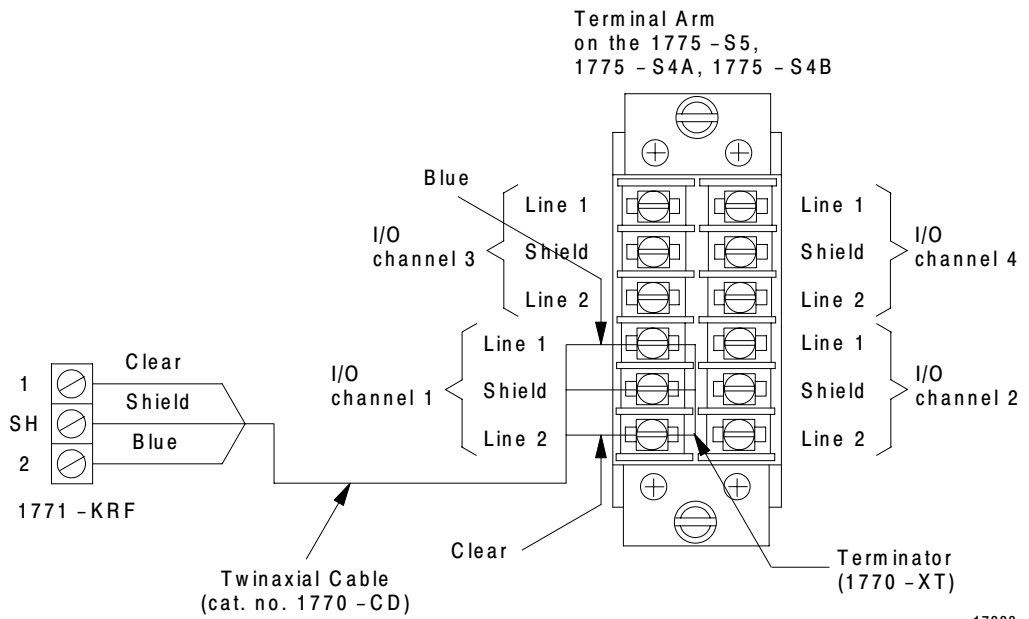 Terminal Arm
on the 1775 –S5,
1775 –S4A, 1775 –S4B
Blue
I/O
channel 3
Line 1
Shield
Line 2
Line 1
Shield
Line 2
I/O
channel 4
I/O
channel 1
Line 1
Shield
Line 2
Line 1
Shield
Line 2
I/O
channel 2
1
SH
2
Clear
Shield
Blue
1771 –KRF
Clear
Twinaxial Cable
(cat. no. 1770 –CD)
Terminator
(1770 –XT)